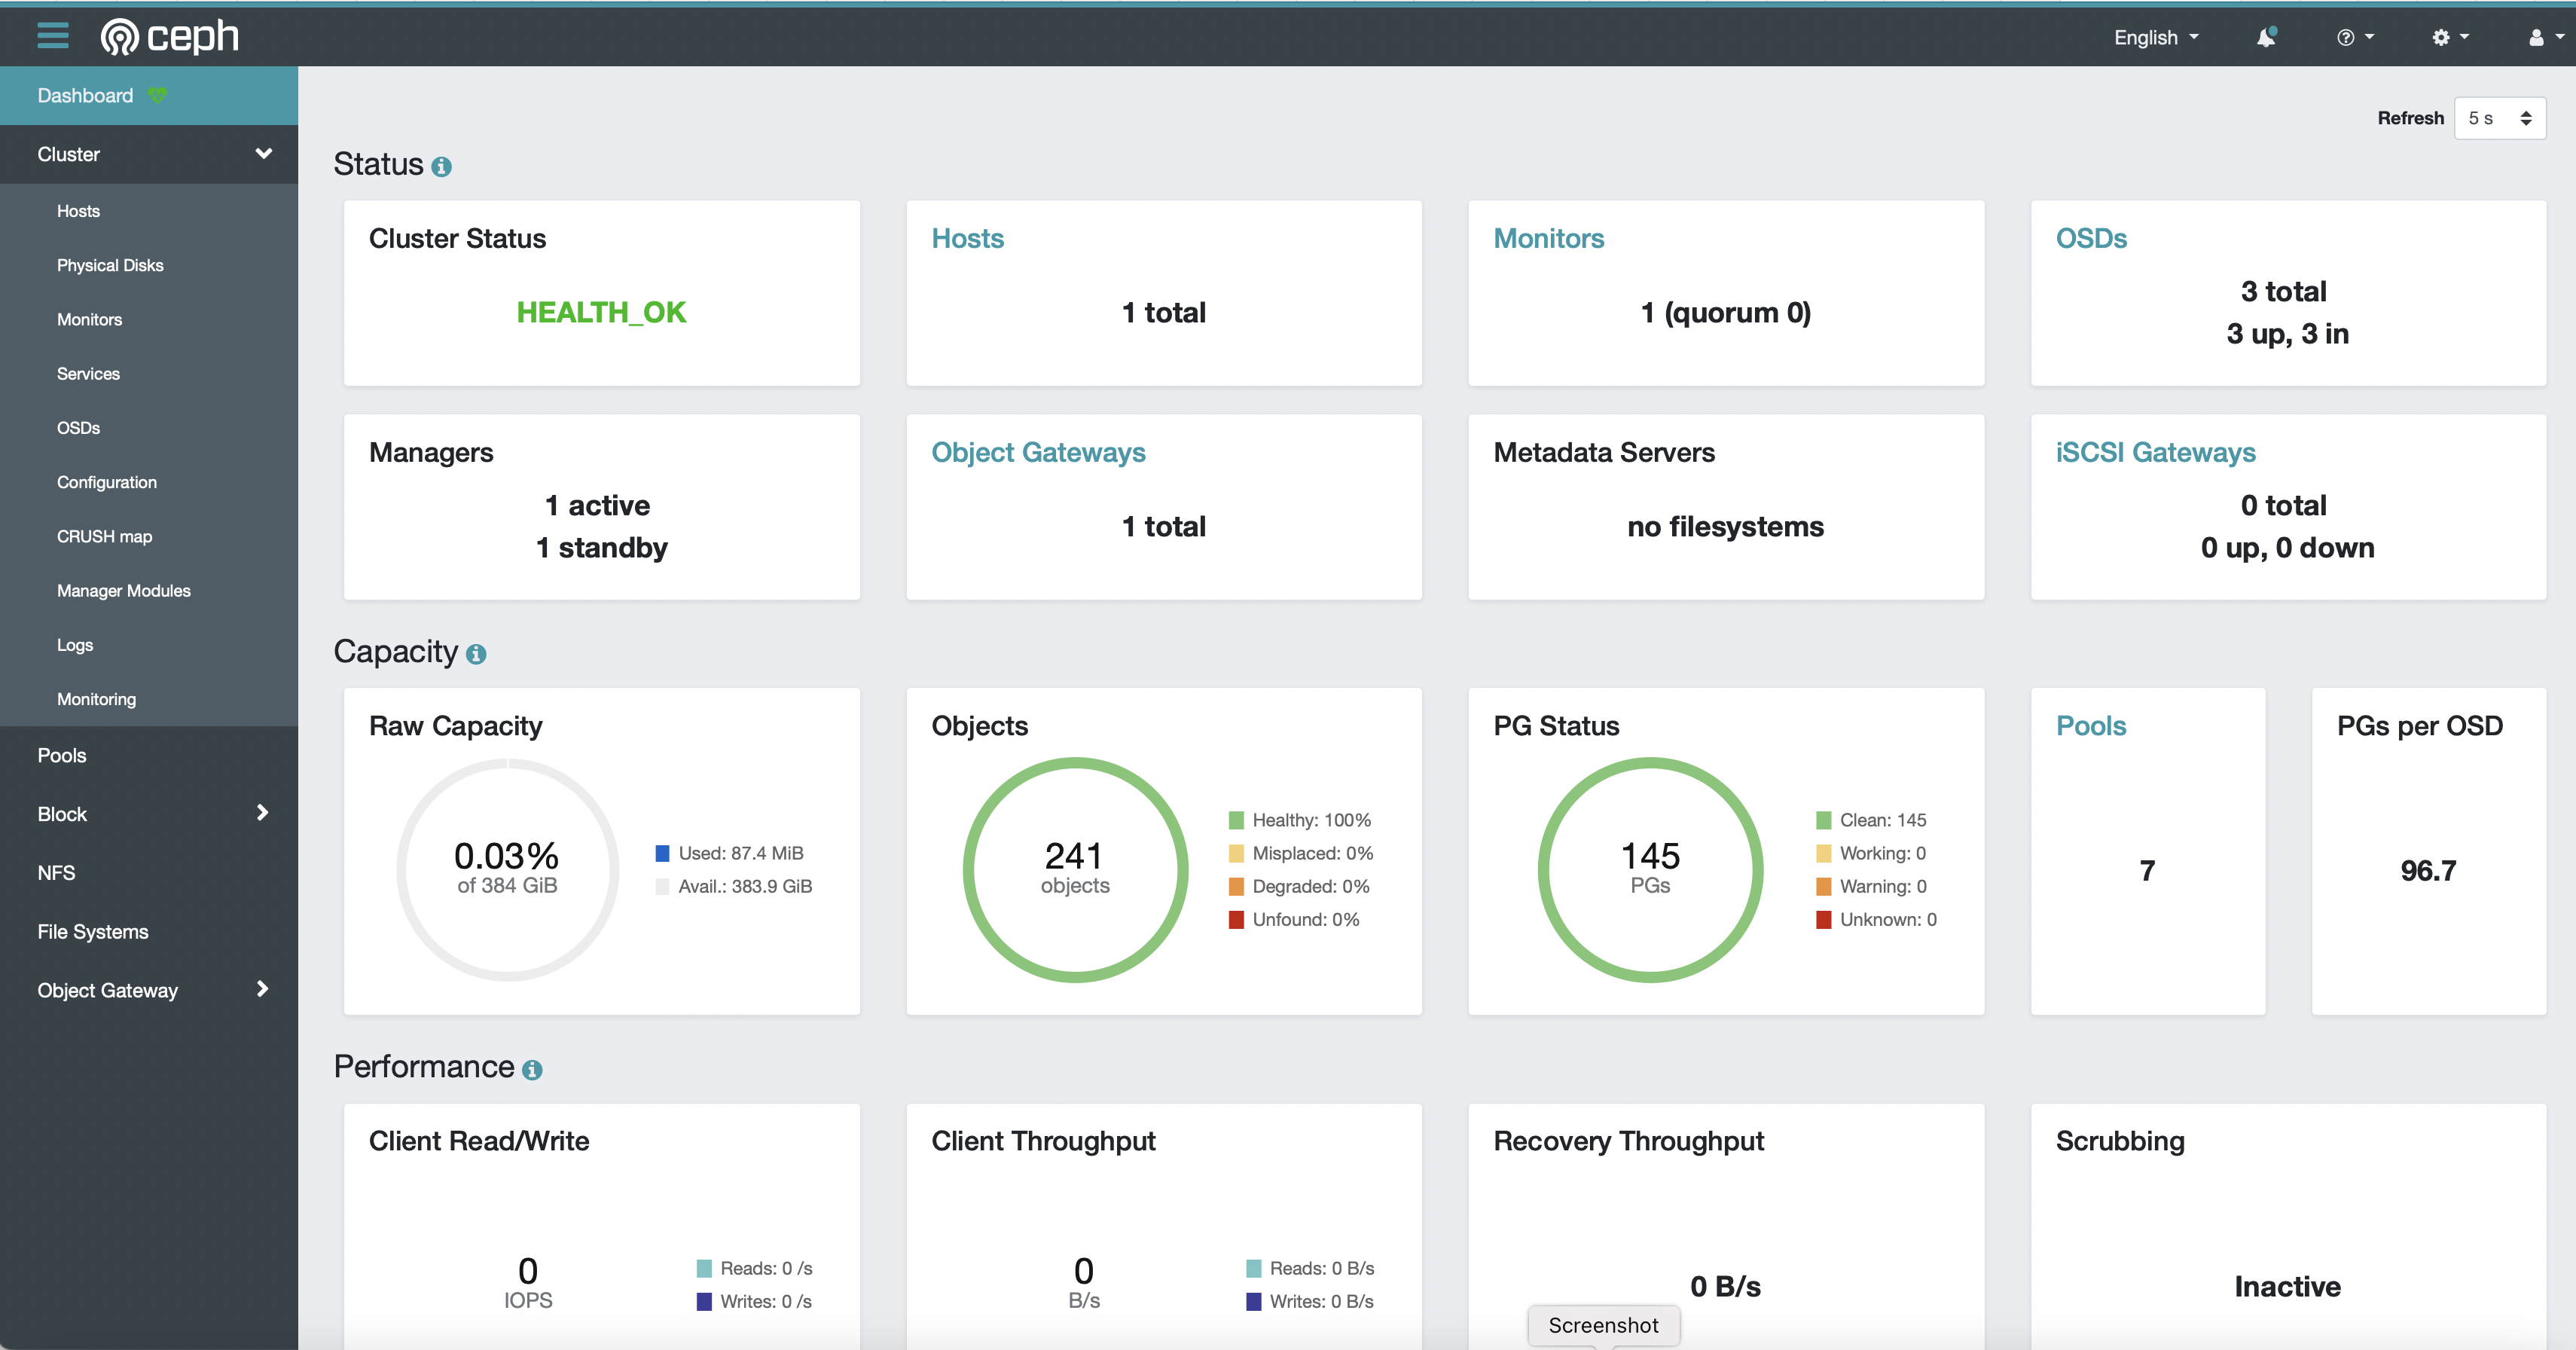 ceph
English
Dashboard
Cluster
Hosts
Physical Disks
Monitors
Services
OSDs
Configuration
CRUSH map
Manager Modules
Logs
Monitoring
Pools
Block
NFS
File Systems
Object Gateway
Refresh 5 s
Status
Cluster Status
HEALTH_OK
Hosts
1 total
Monitors
1 (quorum 0)
OSDs
3 total
3 up, 3 in
Managers
1 active
1 standby
Object Gateways
1 total
Metadata Servers
no filesystems
iSCSI Gateways
0 total
0 up, 0 down
Capacity
Raw Capacity
0.03%
of 384 GiB
Used: 87.4 MiB
Avail.: 383.9 GiB
Objects
241
objects
Healthy: 100%
Misplaced: 0%
Degraded: 0%
Unfound: 0%
PG Status
145
PGs
Clean: 145
Working: 0
Warning: 0
Unknown: 0
Pools
7
PGs per OSD
96.7
Performance
Client Read/Write
0
IOPS
Reads: 0 /s
Writes: 0 /s
Client Throughput
0
B/s
Reads: 0 B/s
Writes: 0 B/s
Recovery Throughput
0 B/s
Scrubbing
Inactive
Screenshot